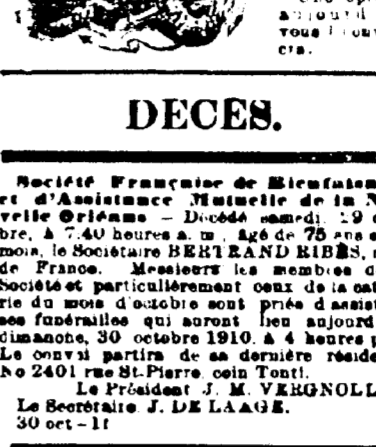 aujourd
vous
cts.
DECES.
Société Française de Bienfaisan
et d'Assistance Mutuelle de la N
velle Orléans — Décédé samedi, 29 o
bre, à 7.40 heures a. m., âgé de 75 ans e
mois, le Sociétaire BERTRAND RIBES,
de France. Messieurs les membres d
Société et particulièrement ceux de la cat
rie du mois d'octobre sont priés d'assist
ses funérailles qui auront lieu aujourd
dimanche, 30 octobre 1910, à 4 heures p
Le convoi partira de sa dernière réside
No 2401 rue St-Pierre, coin Tonti.
Le Président J. M. VERGNOLL
Le Secrétaire, J. DE LAAGE.
30 oct—1f